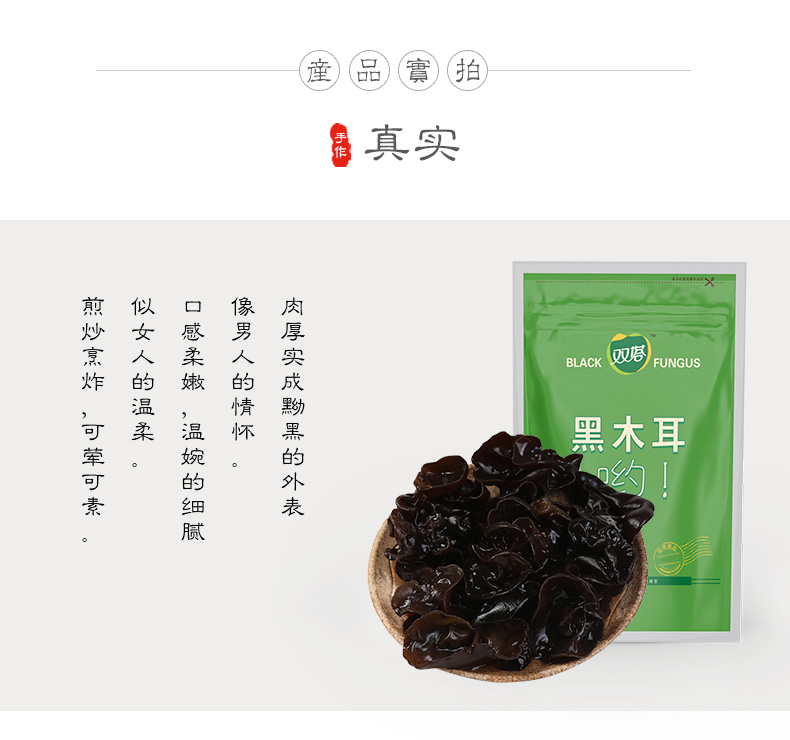 産品實拍
手作
真实
肉厚实成黝黑的外表
像男人的情怀。
口感柔嫩，温婉的细腻
似女人的温柔。
煎炒烹炸，可荤可素。
BLACK 双塔 FUNGUS
黑木耳
哟！